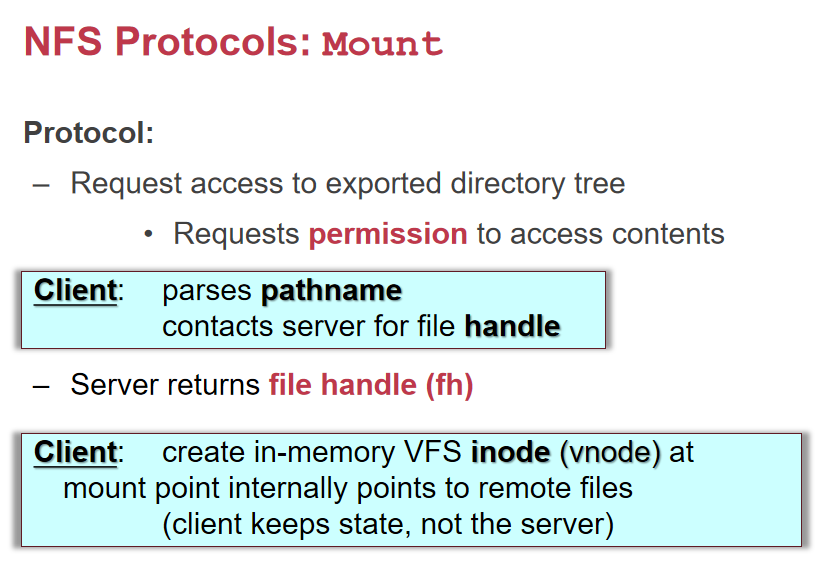 NFS Protocols: Mount
Protocol:
– Request access to exported directory tree
• Requests permission to access contents
Client: parses pathname
contacts server for file handle
– Server returns file handle (fh)
Client: create in-memory VFS inode (vnode) at
mount point internally points to remote files
(client keeps state, not the server)